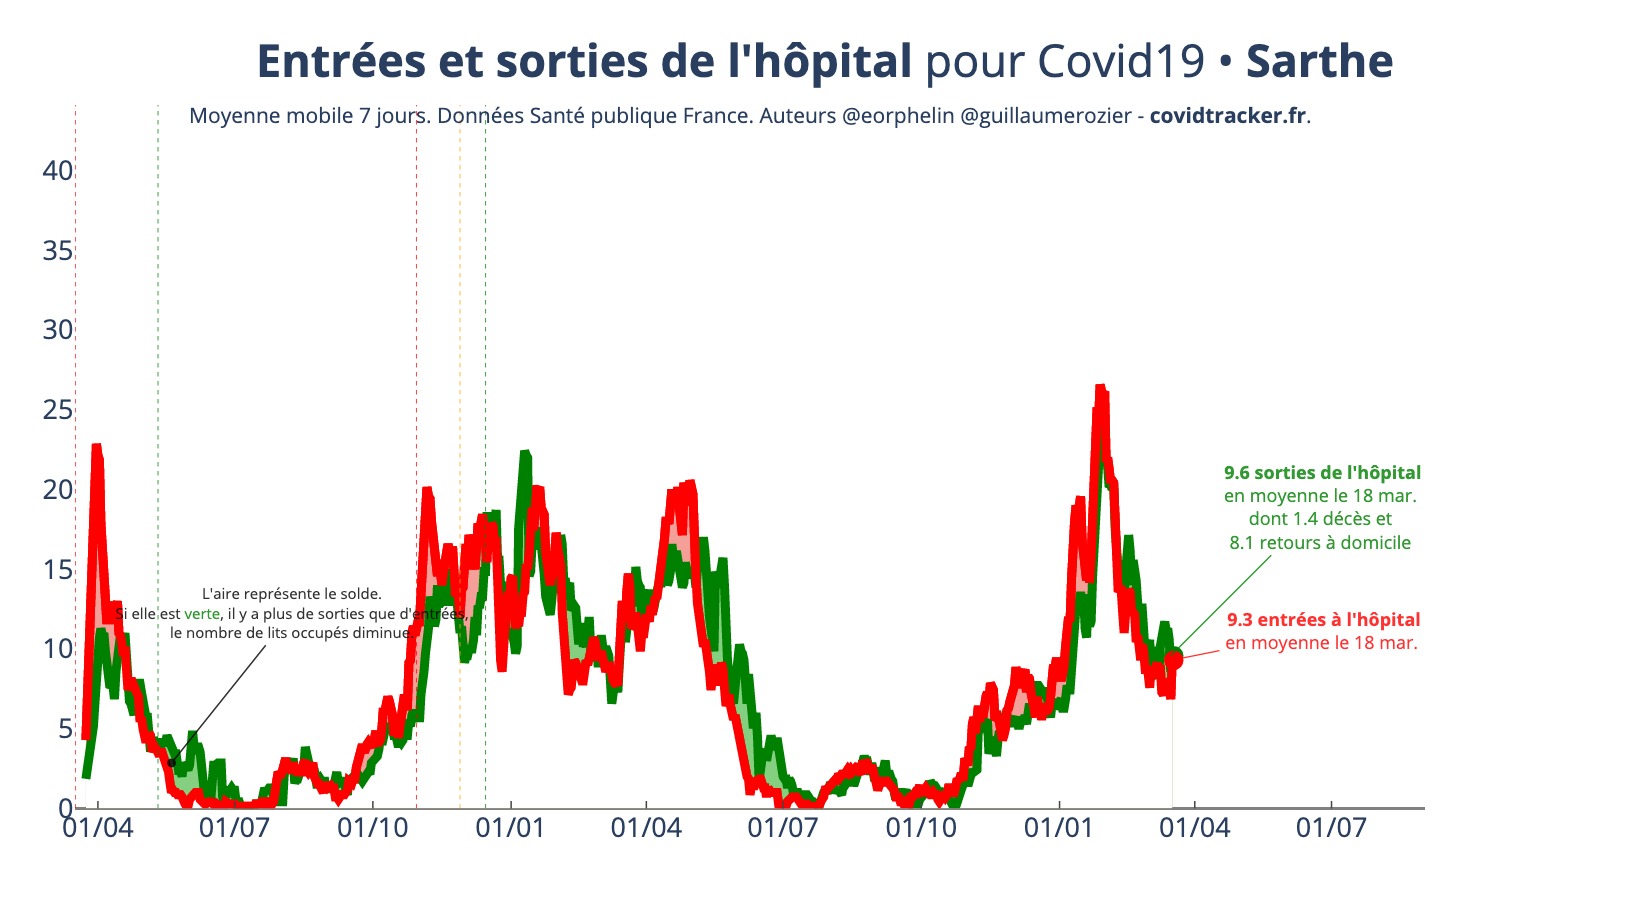 Entrées et sorties de l'hôpital pour Covid19 • Sarthe
Moyenne mobile 7 jours. Données Santé publique France. Auteurs @eorphelin @guillaumerozier - covidtracker.fr.
40
35
30
25
20
15
10
5
0
9.6 sorties de l'hôpital
en moyenne le 18 mar.
dont 1.4 décès et
8.1 retours à domicile
9.3 entrées à l'hôpital
en moyenne le 18 mar.
L'aire représente le solde.
Si elle est verte, il y a plus de sorties que d'entrées,
le nombre de lits occupés diminue.
01/04 01/07 01/10 01/01 01/04 01/07 01/10 01/01 01/04 01/07